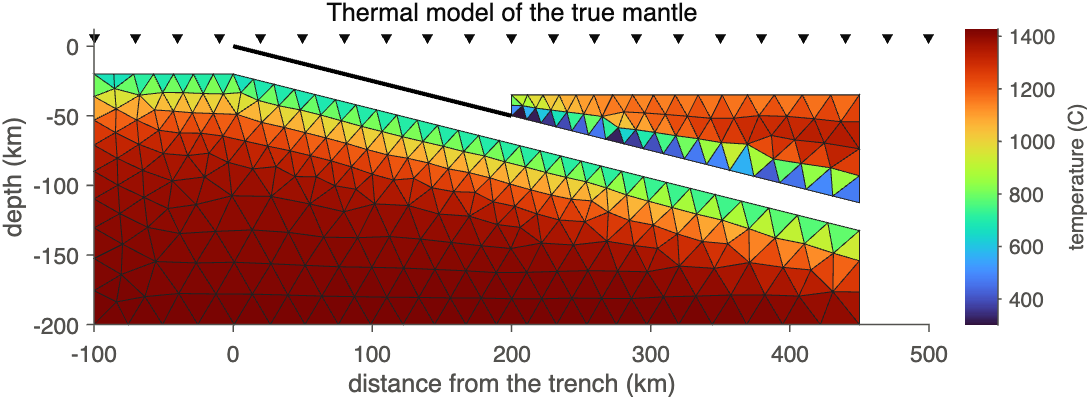 Thermal model of the true mantle
0
-50
-100
-150
-200
depth (km)
-100 0 100 200 300 400 500
distance from the trench (km)
1400
1200
1000
800
600
400
temperature (C)